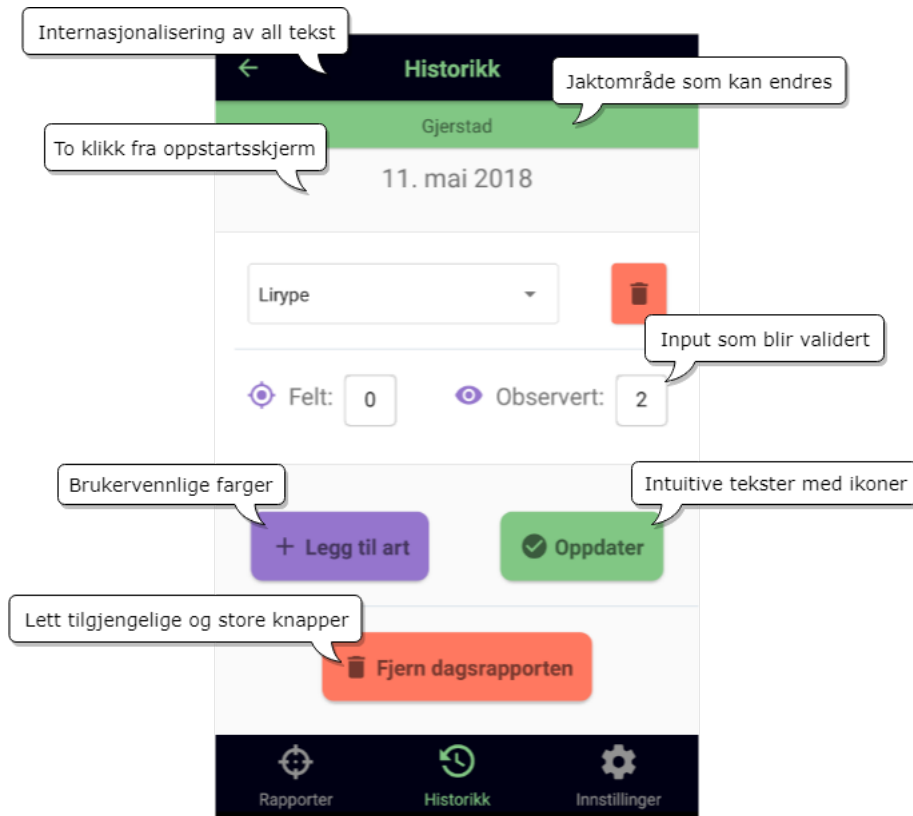 Internasjonalisering av all tekst
Historikk
Jaktområde som kan endres
Gjerstad
To klikk fra oppstartsskjerm
11. mai 2018
Lirype
Input som blir validert
Felt: 0 Observert: 2
Brukervennlige farger
Intuitive tekster med ikoner
+ Legg til art
Oppdater
Lett tilgjengelige og store knapper
Fjern dagsrapporten
Rapporter Historikk Innstillinger